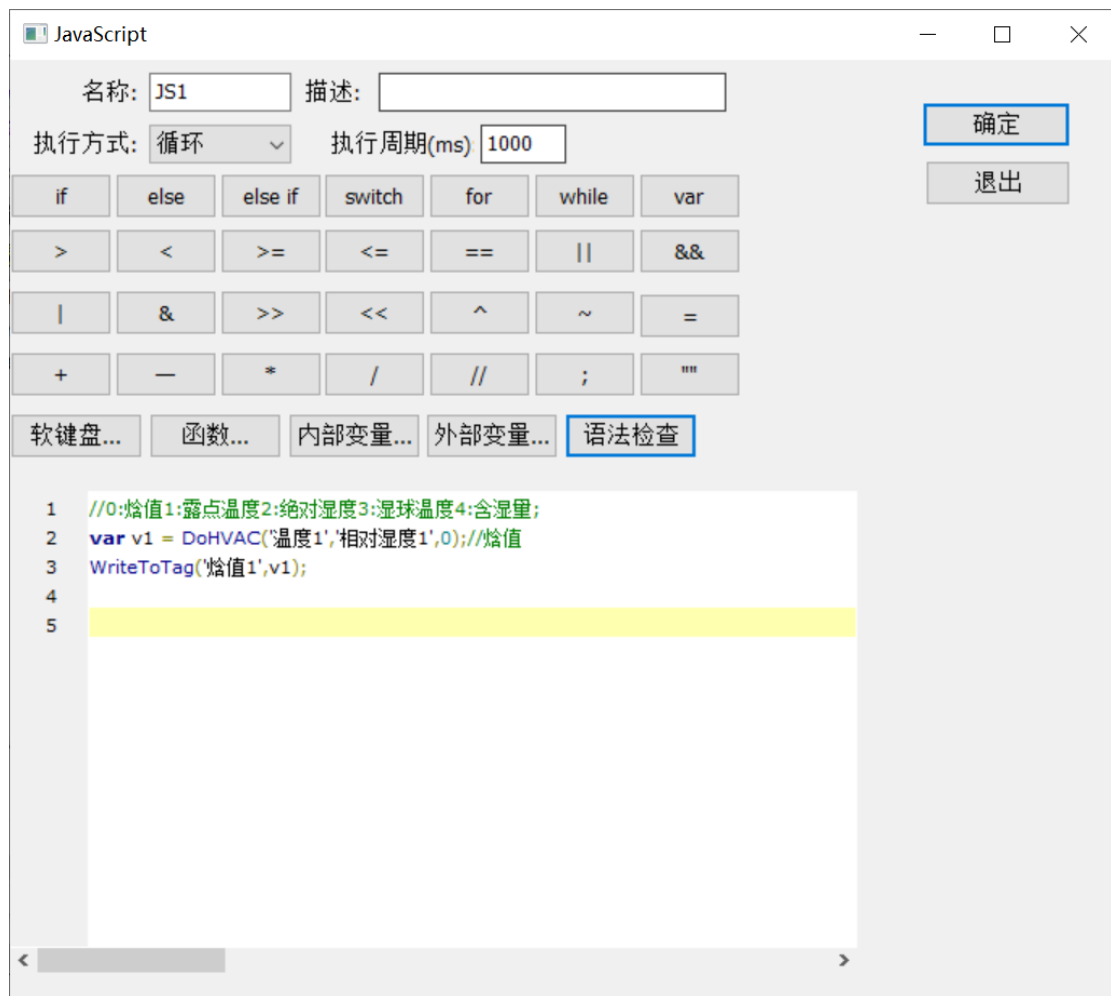 JavaScript
名称: JS1 描述:
执行方式: 循环 执行周期(ms) 1000
确定
退出
if else else if switch for while var
> < >= <= == || &&
| & >> << ^ ~ =
+ — * / // ; ""
软键盘... 函数... 内部变量... 外部变量... 语法检查
1 //0:焓值1:露点温度2:绝对湿度3:湿球温度4:含湿量;
2 var v1 = DoHVAC('温度1','相对湿度1',0);//焓值
3 WriteToTag('焓值1',v1);
4
5